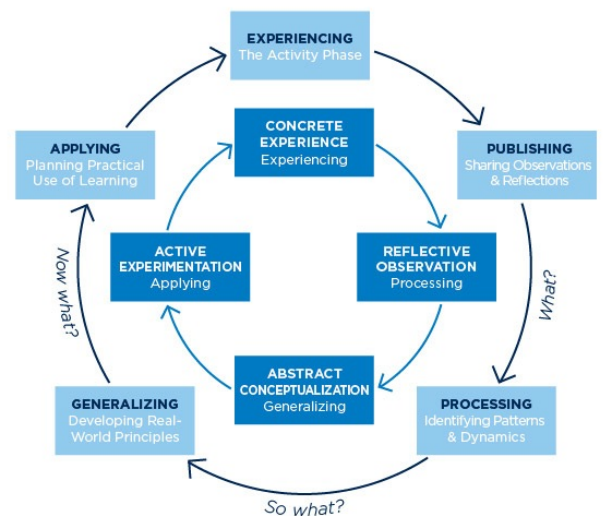 EXPERIENCING
The Activity Phase
PUBLISHING
Sharing Observations
& Reflections
What?
PROCESSING
Identifying Patterns
& Dynamics
So what?
GENERALIZING
Developing Real-
World Principles
Now what?
APPLYING
Planning Practical
Use of Learning
CONCRETE
EXPERIENCE
Experiencing
REFLECTIVE
OBSERVATION
Processing
ABSTRACT
CONCEPTUALIZATION
Generalizing
ACTIVE
EXPERIMENTATION
Applying